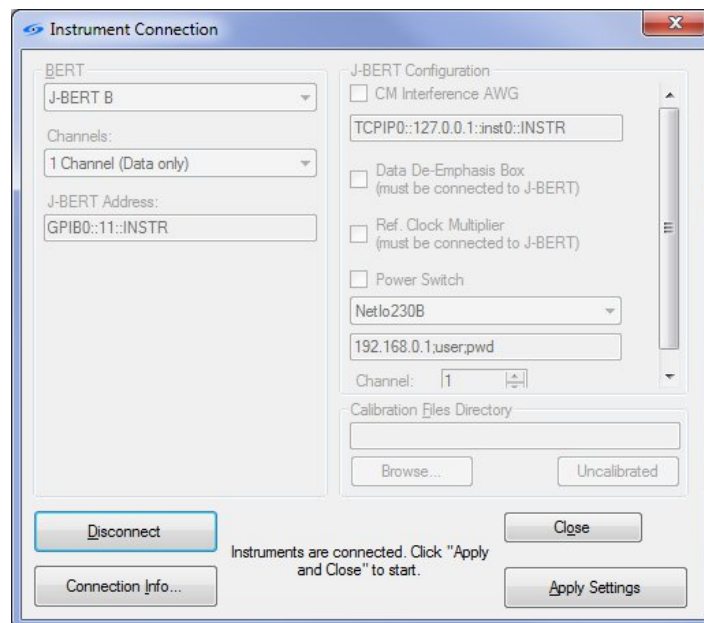 Instrument Connection
BERT
J-BERT B
Channels:
1 Channel (Data only)
J-BERT Address:
GPIB0::11::INSTR
J-BERT Configuration
CM Interference AWG
TCPIP0::127.0.0.1::inst0::INSTR
Data De-Emphasis Box
(must be connected to J-BERT)
Ref. Clock Multiplier
(must be connected to J-BERT)
Power Switch
NetIo230B
192.168.0.1;user;pwd
Channel: 1
Calibration Files Directory
Browse...
Uncalibrated
Disconnect
Connection Info...
Instruments are connected. Click "Apply
and Close" to start.
Close
Apply Settings